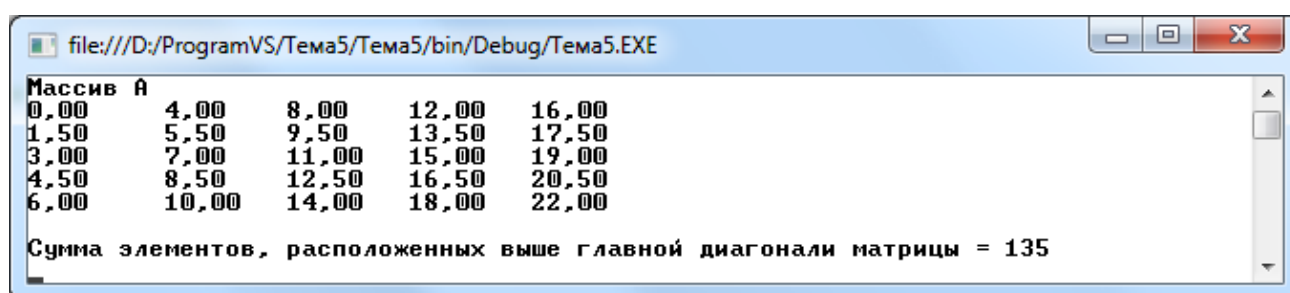 file:///D:/ProgramVS/Тема5/Тема5/bin/Debug/Тема5.EXE
Массив А
0,00 4,00 8,00 12,00 16,00
1,50 5,50 9,50 13,50 17,50
3,00 7,00 11,00 15,00 19,00
4,50 8,50 12,50 16,50 20,50
6,00 10,00 14,00 18,00 22,00
Сумма элементов, расположенных выше главной диагонали матрицы = 135